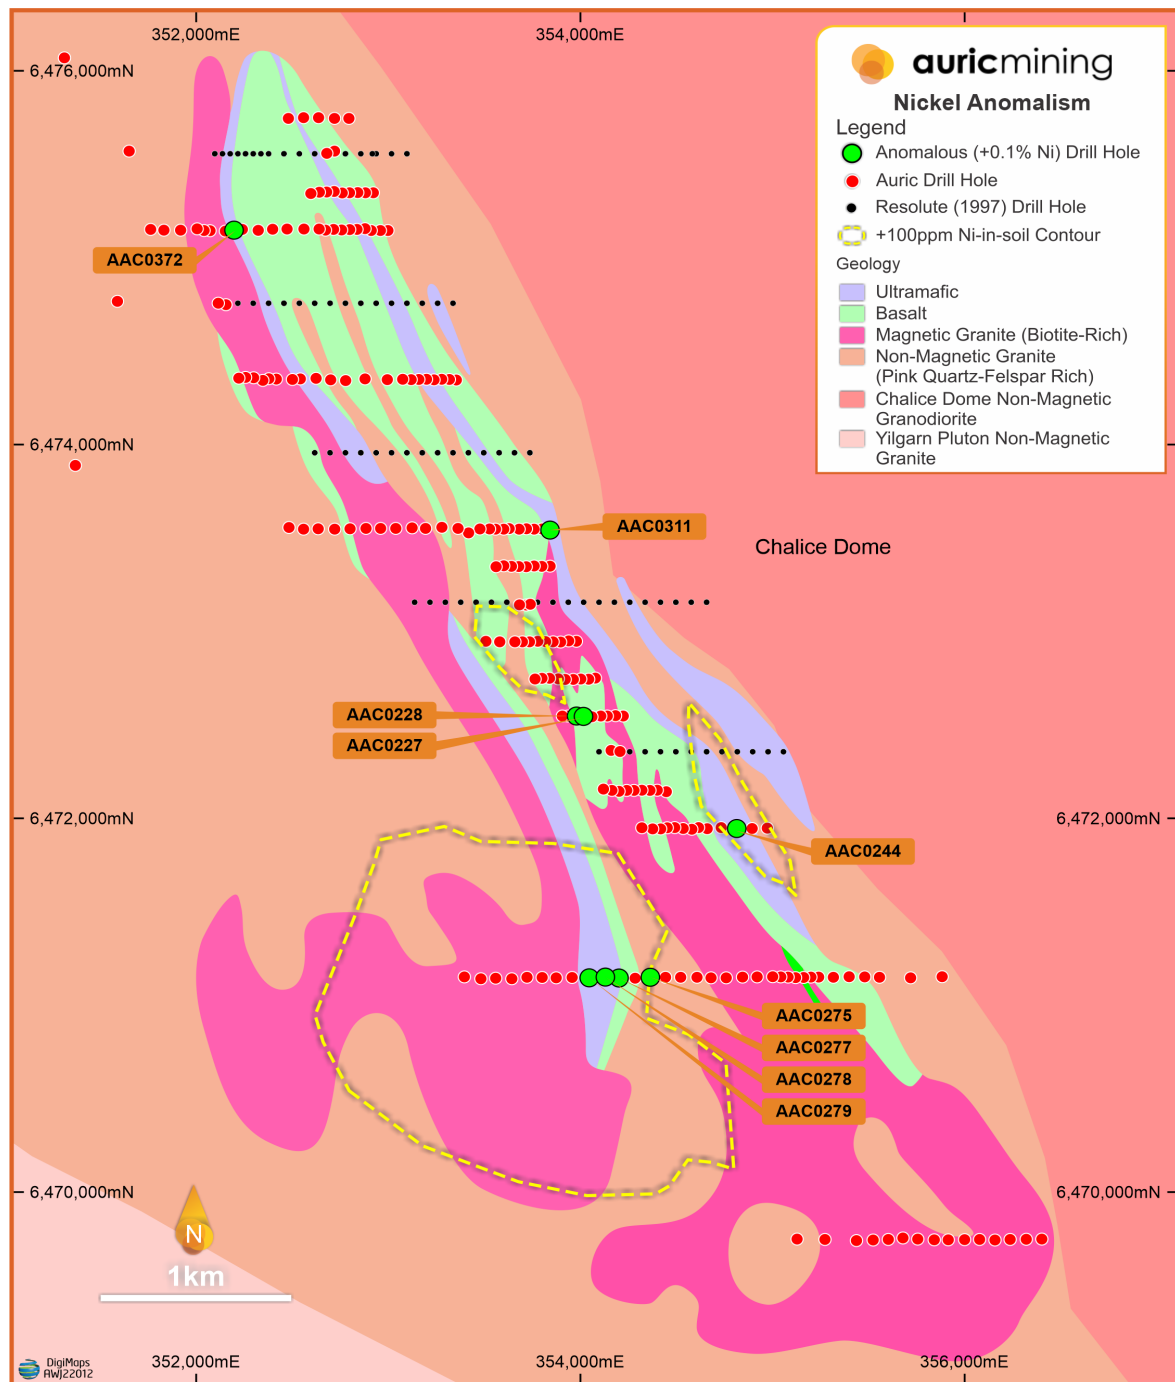 352,000mE
354,000mE
6,476,000mN
auricmining
Nickel Anomalism
Legend
Anomalous (+0.1% Ni) Drill Hole
Auric Drill Hole
Resolute (1997) Drill Hole
+100ppm Ni-in-soil Contour
Geology
Ultramafic
Basalt
Magnetic Granite (Biotite-Rich)
Non-Magnetic Granite
(Pink Quartz-Felspar Rich)
Chalice Dome Non-Magnetic
Granodiorite
Yilgarn Pluton Non-Magnetic
Granite
AAC0372
6,474,000mN
6,474,000mN
AAC0311
Chalice Dome
AAC0228
AAC0227
6,472,000mN
6,472,000mN
AAC0244
AAC0275
AAC0277
AAC0278
AAC0279
6,470,000mN
6,470,000mN
N
1km
DigiMaps
AWJ22012
352,000mE
354,000mE
356,000mE